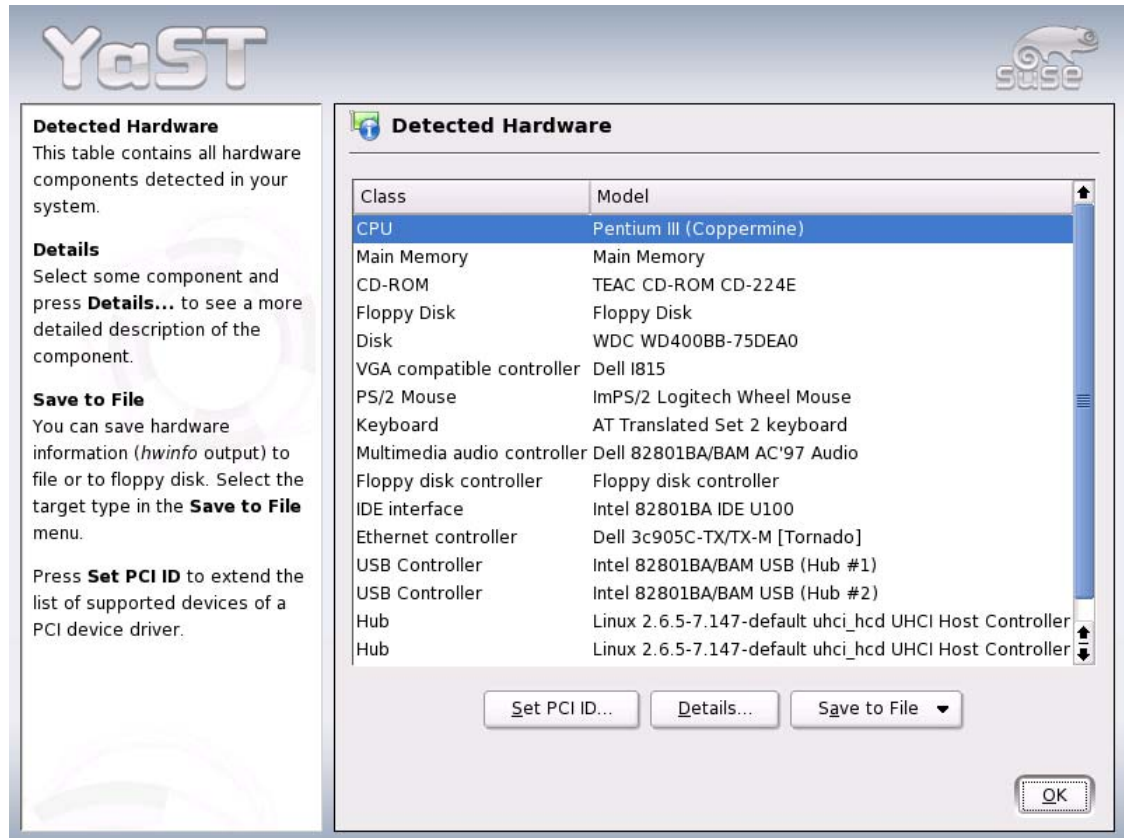 YaST
suse
Detected Hardware
This table contains all hardware
components detected in your
system.
Details
Select some component and
press Details... to see a more
detailed description of the
component.
Save to File
You can save hardware
information (hwinfo output) to
file or to floppy disk. Select the
target type in the Save to File
menu.
Press Set PCI ID to extend the
list of supported devices of a
PCI device driver.
Detected Hardware
Class Model
CPU Pentium III (Coppermine)
Main Memory Main Memory
CD-ROM TEAC CD-ROM CD-224E
Floppy Disk Floppy Disk
Disk WDC WD400BB-75DEA0
VGA compatible controller Dell I815
PS/2 Mouse ImPS/2 Logitech Wheel Mouse
Keyboard AT Translated Set 2 keyboard
Multimedia audio controller Dell 82801BA/BAM AC'97 Audio
Floppy disk controller Floppy disk controller
IDE interface Intel 82801BA IDE U100
Ethernet controller Dell 3c905C-TX/TX-M [Tornado]
USB Controller Intel 82801BA/BAM USB (Hub #1)
USB Controller Intel 82801BA/BAM USB (Hub #2)
Hub Linux 2.6.5-7.147-default uhci_hcd UHCI Host Controller
Hub Linux 2.6.5-7.147-default uhci_hcd UHCI Host Controller
Set PCI ID... Details... Save to File
OK